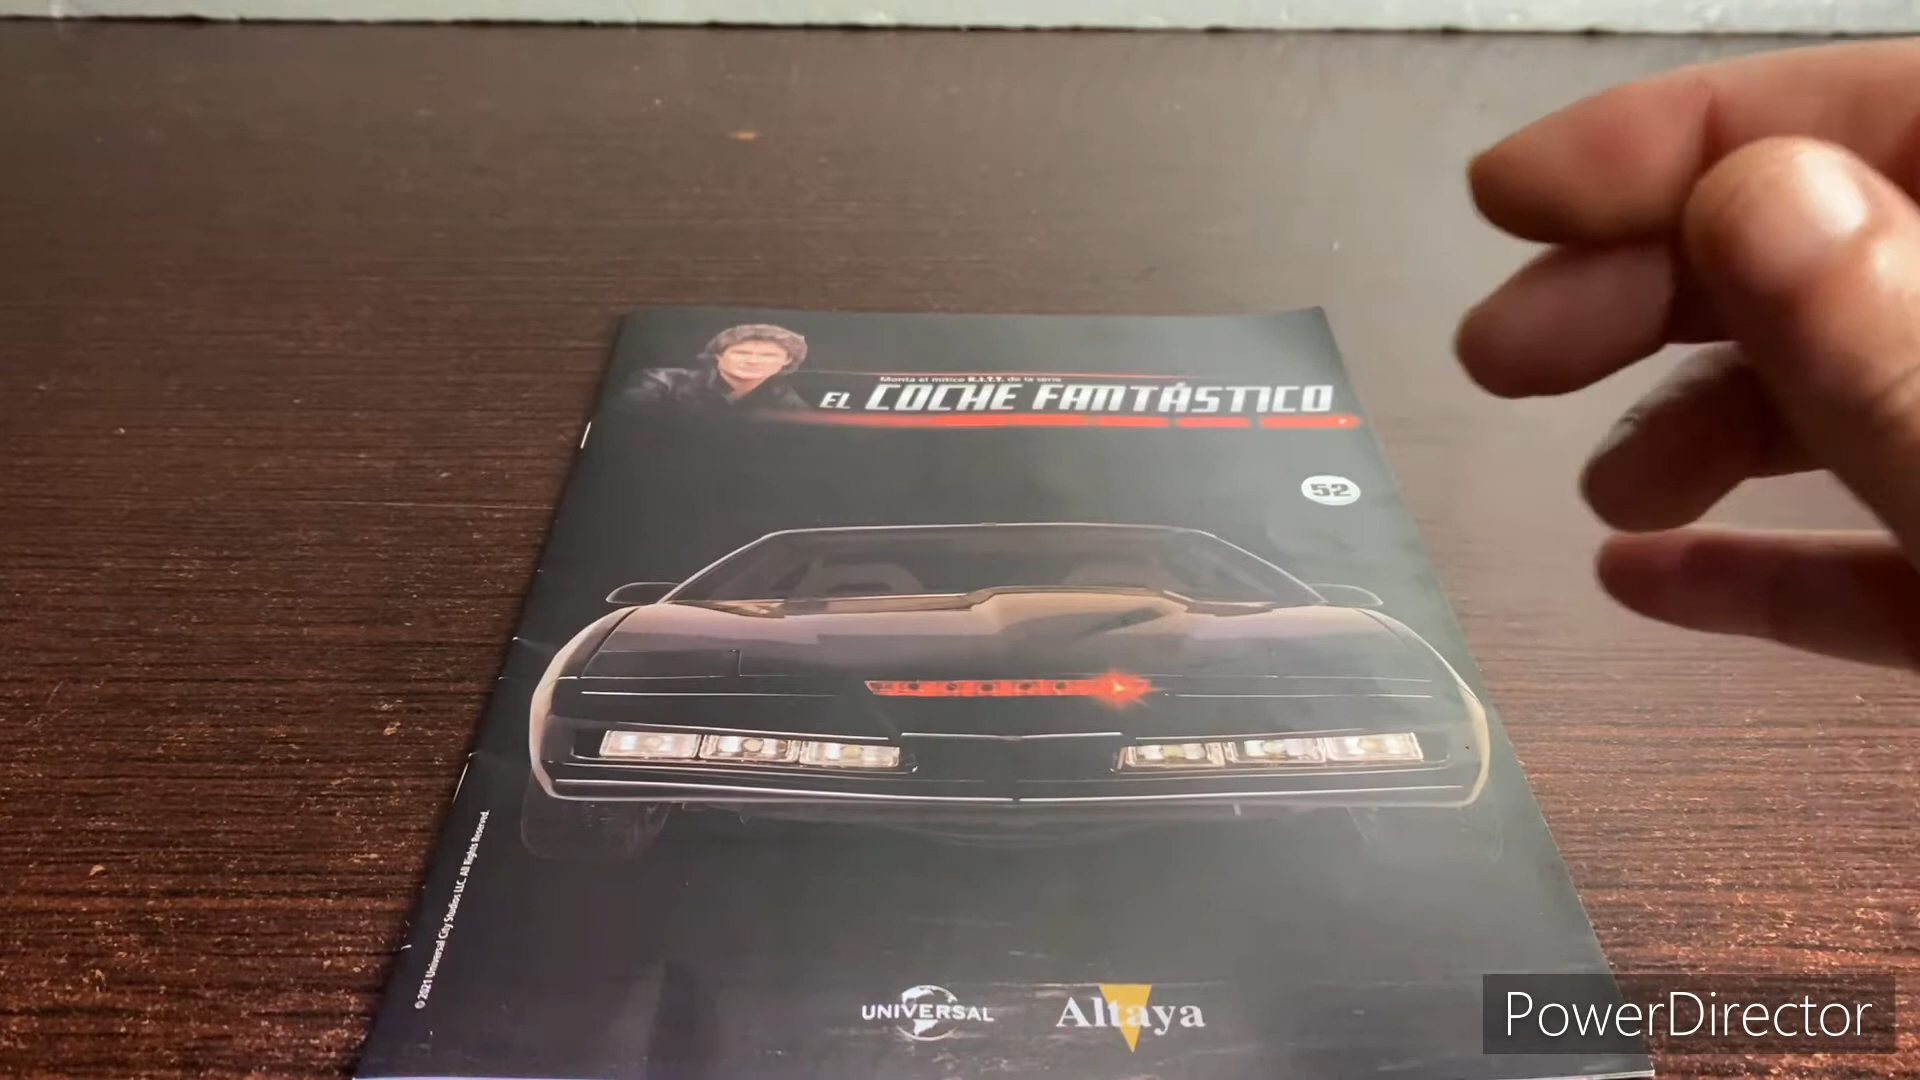 Monta el mítico K.I.T.T. de la serie
EL COCHE FANTÁSTICO
52
© 2021 Universal City Studios LLC. All Rights Reserved.
UNIVERSAL
Altaya
PowerDirector